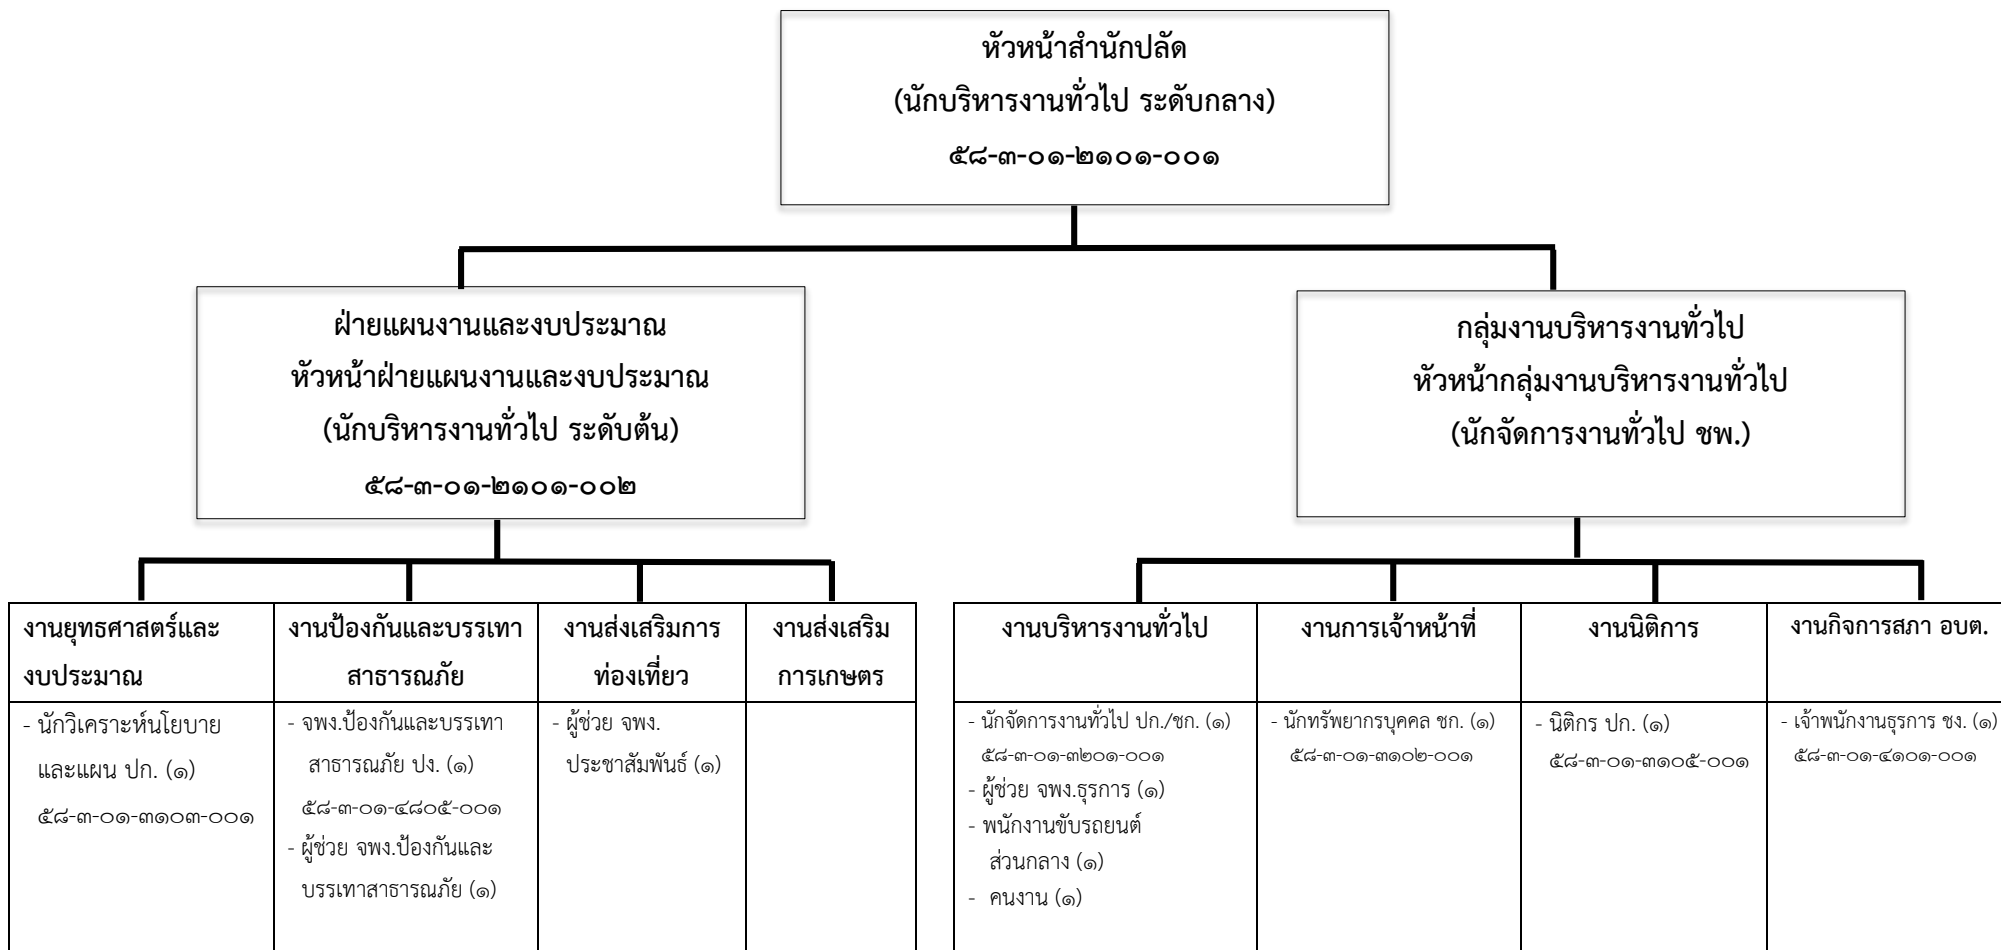 หัวหน้าสำนักปลัด
(นักบริหารงานทั่วไป ระดับกลาง)
๕๘-๓-๐๑-๒๑๐๑-๐๐๑
ฝ่ายแผนงานและงบประมาณ
หัวหน้าฝ่ายแผนงานและงบประมาณ
(นักบริหารงานทั่วไป ระดับต้น)
๕๘-๓-๐๑-๒๑๐๑-๐๐๒
กลุ่มงานบริหารงานทั่วไป
หัวหน้ากลุ่มงานบริหารงานทั่วไป
(นักจัดการงานทั่วไป ชพ.)
งานยุทธศาสตร์และ
งบประมาณ
- นักวิเคราะห์นโยบาย
และแผน ปก. (๑)
๕๘-๓-๐๑-๓๑๐๓-๐๐๑
งานป้องกันและบรรเทา
สาธารณภัย
- จพง.ป้องกันและบรรเทา
สาธารณภัย ปง. (๑)
๕๘-๓-๐๑-๔๘๐๕-๐๐๑
- ผู้ช่วย จพง.ป้องกันและ
บรรเทาสาธารณภัย (๑)
งานส่งเสริมการ
ท่องเที่ยว
- ผู้ช่วย จพง.
ประชาสัมพันธ์ (๑)
งานส่งเสริม
การเกษตร
งานบริหารงานทั่วไป
- นักจัดการงานทั่วไป ปก./ชก. (๑)
๕๘-๓-๐๑-๓๒๐๑-๐๐๑
- ผู้ช่วย จพง.ธุรการ (๑)
- พนักงานขับรถยนต์
ส่วนกลาง (๑)
- คนงาน (๑)
งานการเจ้าหน้าที่
- นักทรัพยากรบุคคล ชก. (๑)
๕๘-๓-๐๑-๓๑๐๒-๐๐๑
งานนิติการ
- นิติกร ปก. (๑)
๕๘-๓-๐๑-๓๑๐๕-๐๐๑
งานกิจการสภา อบต.
- เจ้าพนักงานธุรการ ชง. (๑)
๕๘-๓-๐๑-๔๑๐๑-๐๐๑